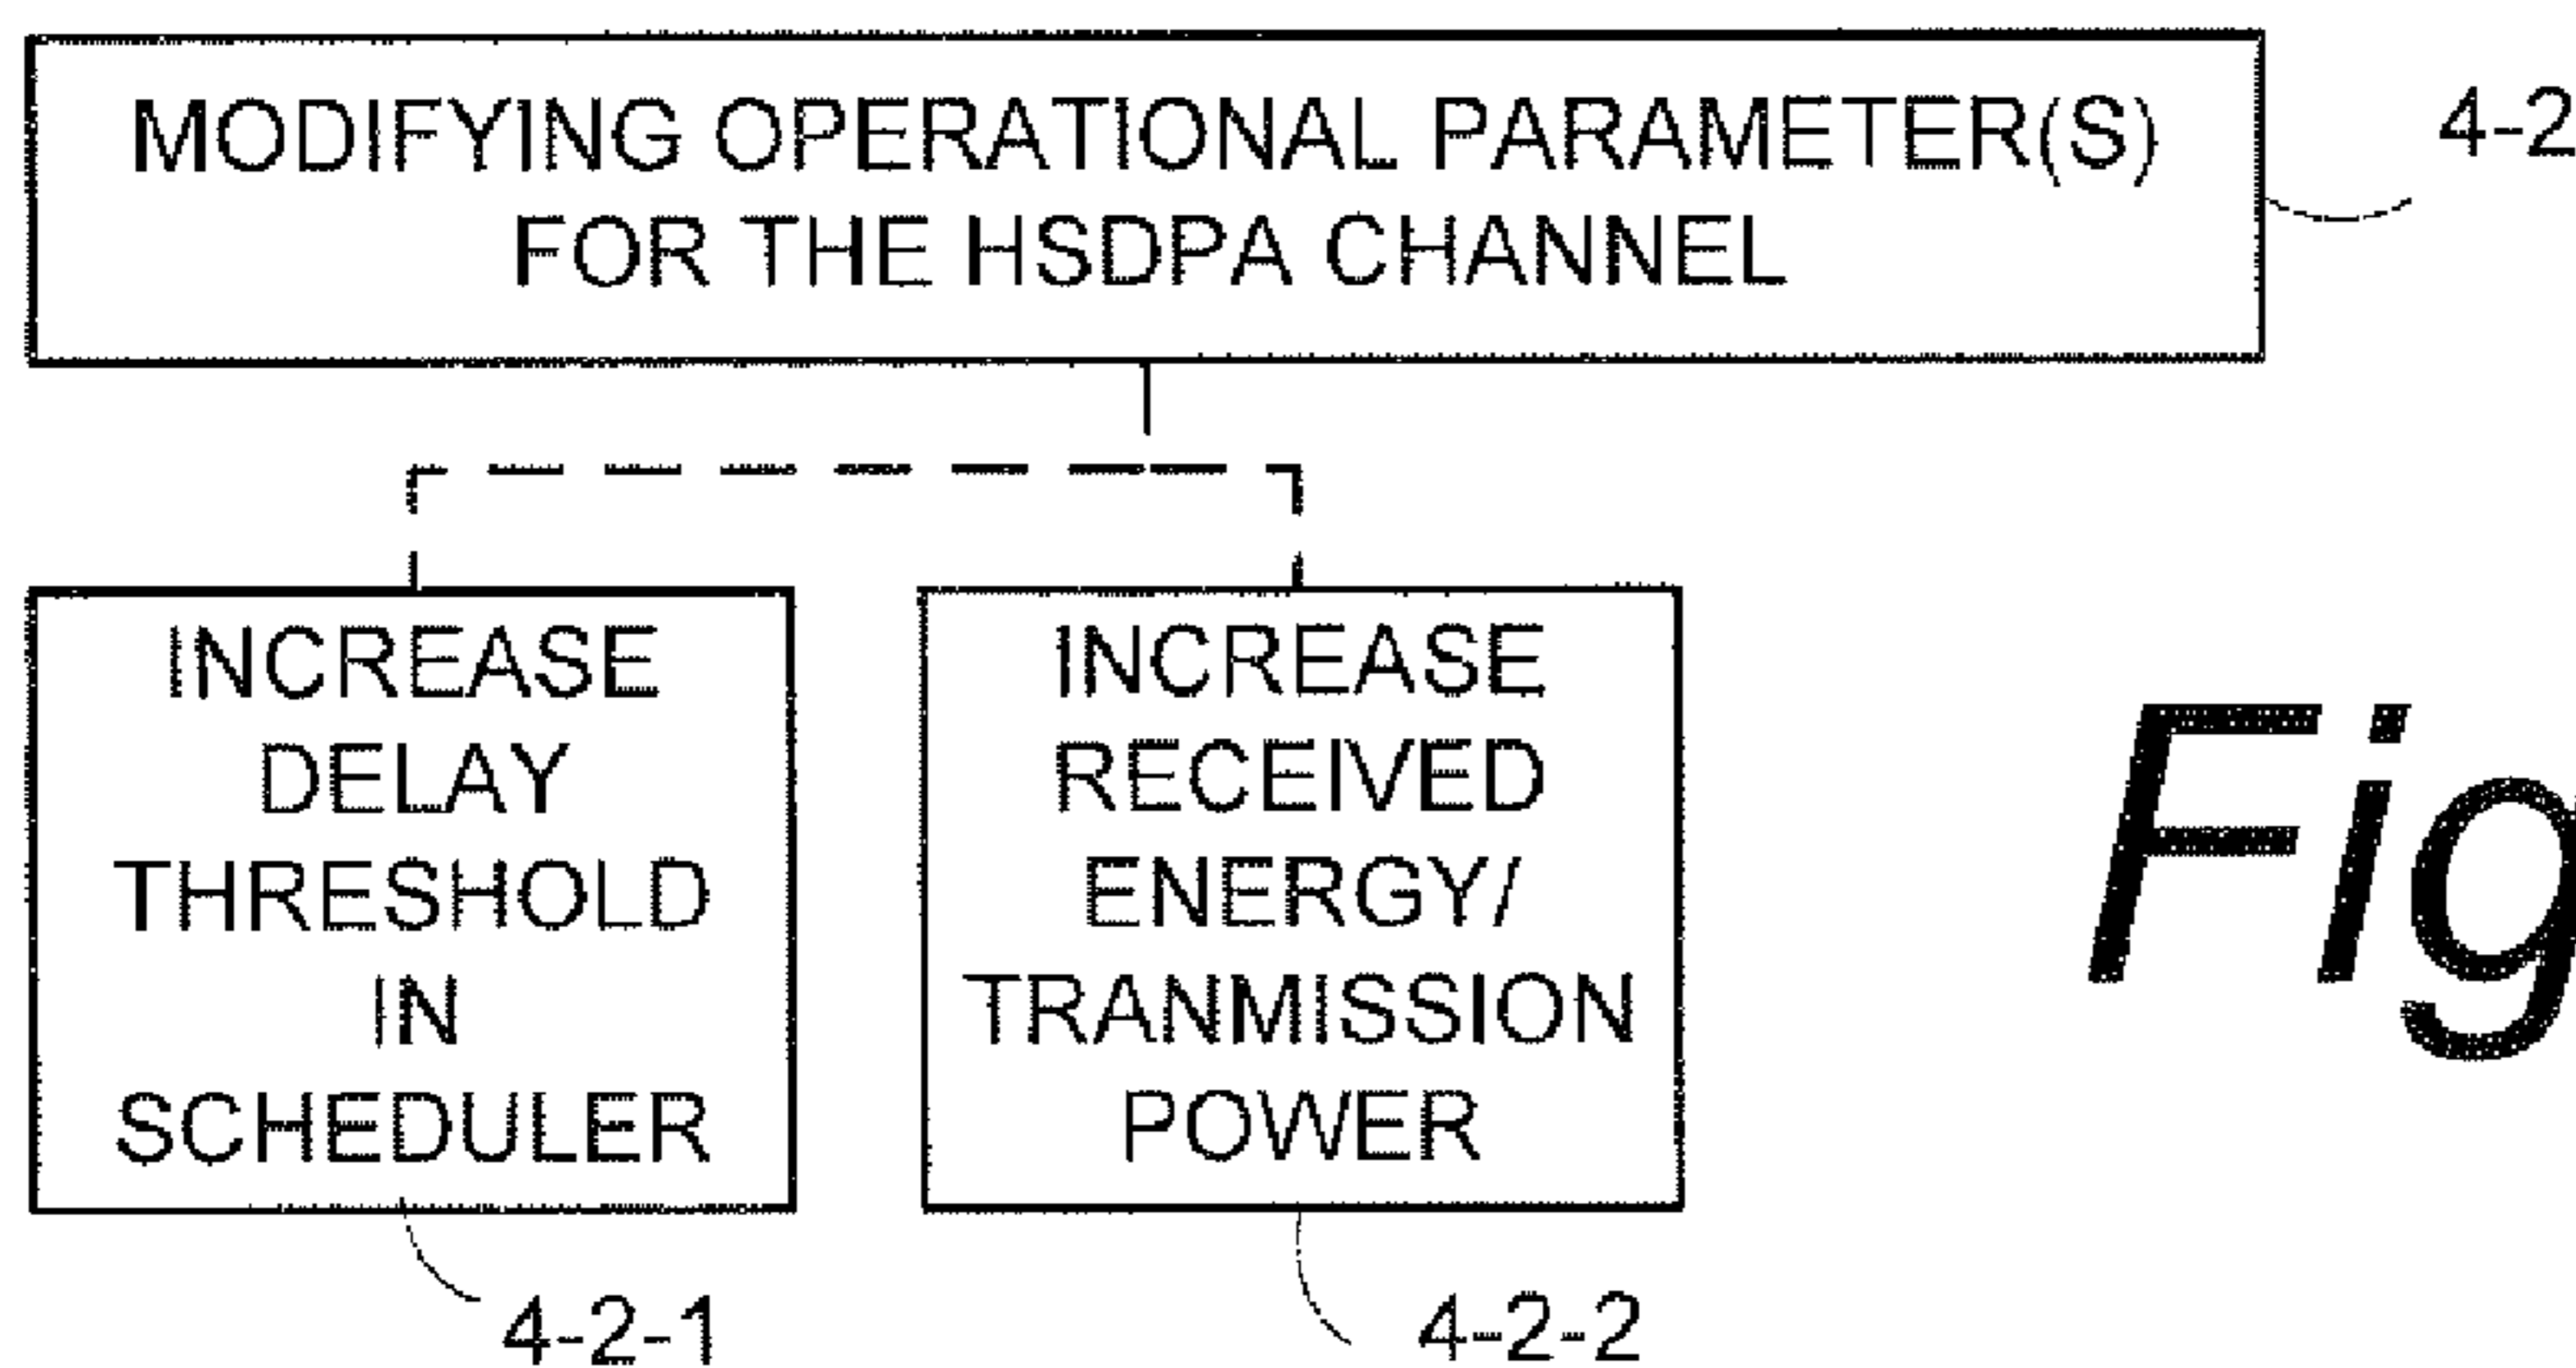 MODIFYING OPERATIONAL PARAMETER(S)
FOR THE HSDPA CHANNEL
4-2
INCREASE
DELAY
THRESHOLD
IN
SCHEDULER
4-2-1
INCREASE
RECEIVED
ENERGY/
TRANMISSION
POWER
4-2-2
Fig